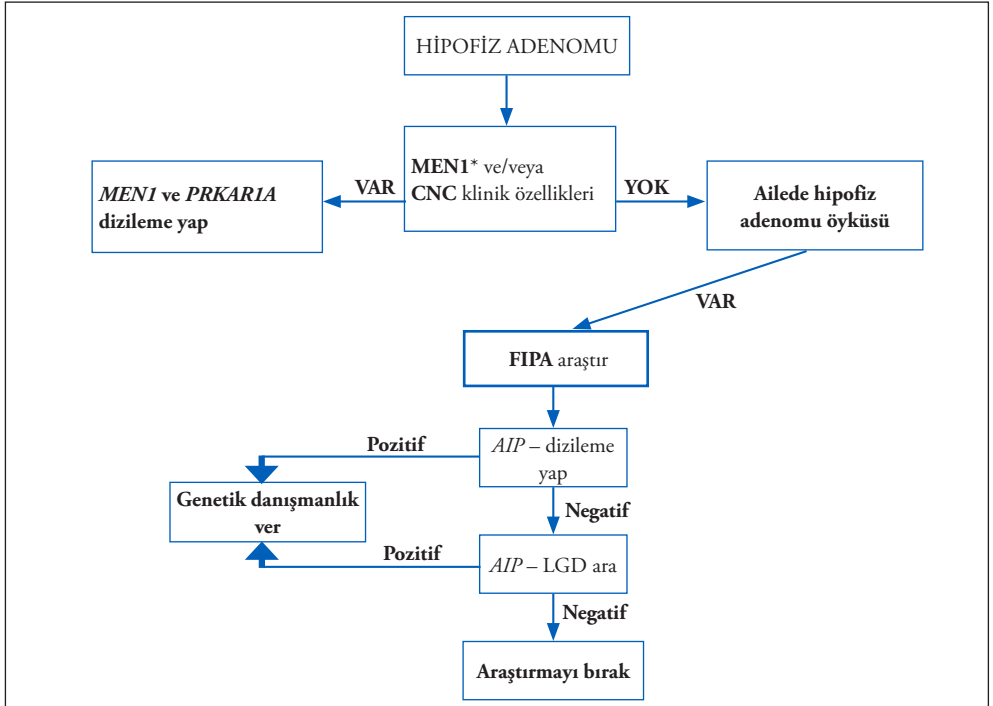 HİPOFİZ ADENOMU
MEN1* ve/veya
CNC klinik özellikleri
VAR
YOK
MEN1 ve PRKAR1A
dizileme yap
Ailede hipofiz
adenomu öyküsü
VAR
FIPA araştır
Pozitif
AIP – dizileme
yap
Genetik danışmanlık
ver
Negatif
Pozitif
AIP – LGD ara
Negatif
Araştırmayı bırak